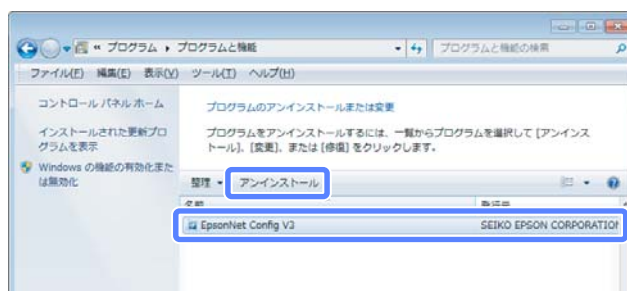 « プログラム ▸ プログラムと機能
プログラムと機能の検索
ファイル(F) 編集(E) 表示(V) ツール(T) ヘルプ(H)
コントロール パネル ホーム
インストールされた更新プロ
グラムを表示
Windows の機能の有効化また
は無効化
プログラムのアンインストールまたは変更
プログラムをアンインストールするには、一覧からプログラムを選択して [アンインス
トール]、[変更]、または [修復] をクリックします。
整理 ▾ アンインストール
名前 発行元
EpsonNet Config V3 SEIKO EPSON CORPORATION